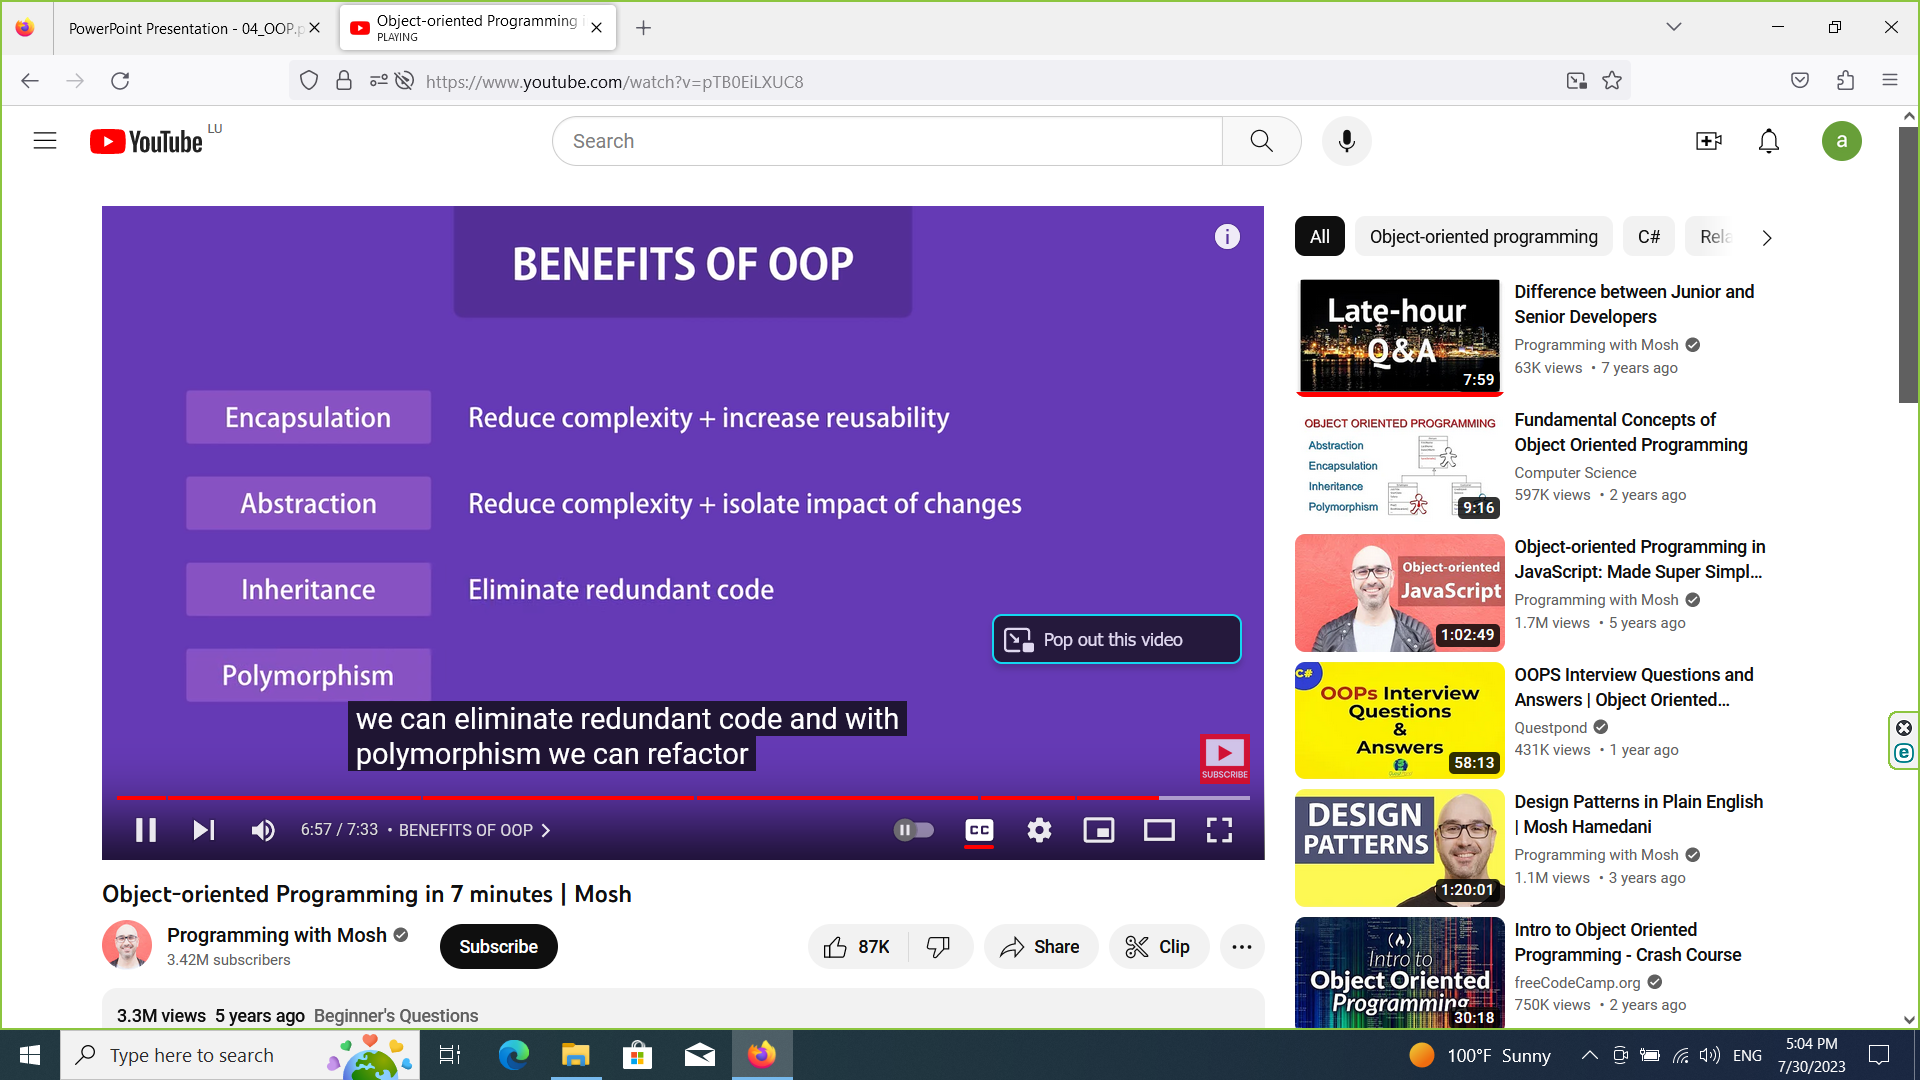 PowerPoint Presentation - 04_OOP.p
Object-oriented Programming i
PLAYING
https://www.youtube.com/watch?v=pTB0EiLXUC8
YouTube LU
Search
a
BENEFITS OF OOP
i
Encapsulation Reduce complexity + increase reusability
Abstraction Reduce complexity + isolate impact of changes
Inheritance Eliminate redundant code
Pop out this video
Polymorphism
we can eliminate redundant code and with
polymorphism we can refactor
SUBSCRIBE
6:57 / 7:33 • BENEFITS OF OOP
CC
Object-oriented Programming in 7 minutes | Mosh
Programming with Mosh
3.42M subscribers
Subscribe
87K
Share
Clip
3.3M views 5 years ago Beginner's Questions
All
Object-oriented programming
C#
Rela
Late-hour
Q&A
7:59
Difference between Junior and
Senior Developers
Programming with Mosh
63K views • 7 years ago
OBJECT ORIENTED PROGRAMMING
Abstraction
Encapsulation
Inheritance
Polymorphism
9:16
Fundamental Concepts of
Object Oriented Programming
Computer Science
597K views • 2 years ago
Object-oriented
JavaScript
1:02:49
Object-oriented Programming in
JavaScript: Made Super Simpl...
Programming with Mosh
1.7M views • 5 years ago
C#
OOPs Interview
Questions
&
Answers
58:13
OOPS Interview Questions and
Answers | Object Oriented...
Questpond
431K views • 1 year ago
DESIGN
PATTERNS
1:20:01
Design Patterns in Plain English
| Mosh Hamedani
Programming with Mosh
1.1M views • 3 years ago
Intro to
Object Oriented
Programming
30:18
Intro to Object Oriented
Programming - Crash Course
freeCodeCamp.org
750K views • 2 years ago
Type here to search
100°F Sunny
ENG
5:04 PM
7/30/2023